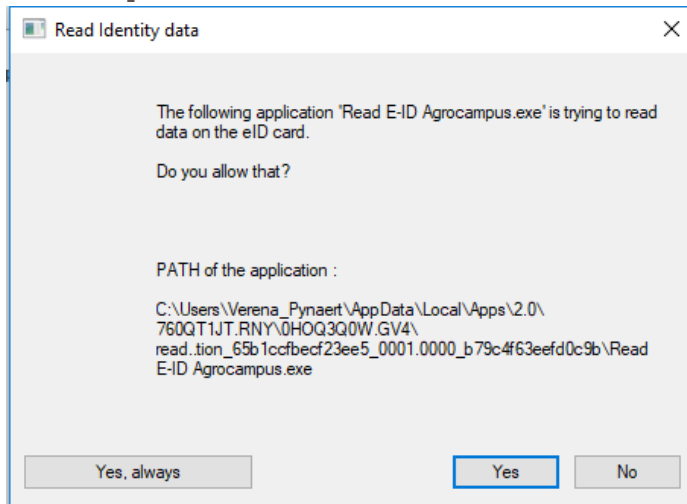 Read Identity data
The following application 'Read E-ID Agrocampus.exe' is trying to read
data on the eID card.
Do you allow that?
PATH of the application :
C:\Users\Verena_Pynaert\AppData\Local\Apps\2.0\
760QT1JT.RNY\0HOQ3Q0W.GV4\
read..tion_65b1ccfbecf23ee5_0001.0000_b79c4f63eefd0c9b\Read
E-ID Agrocampus.exe
Yes, always
Yes
No